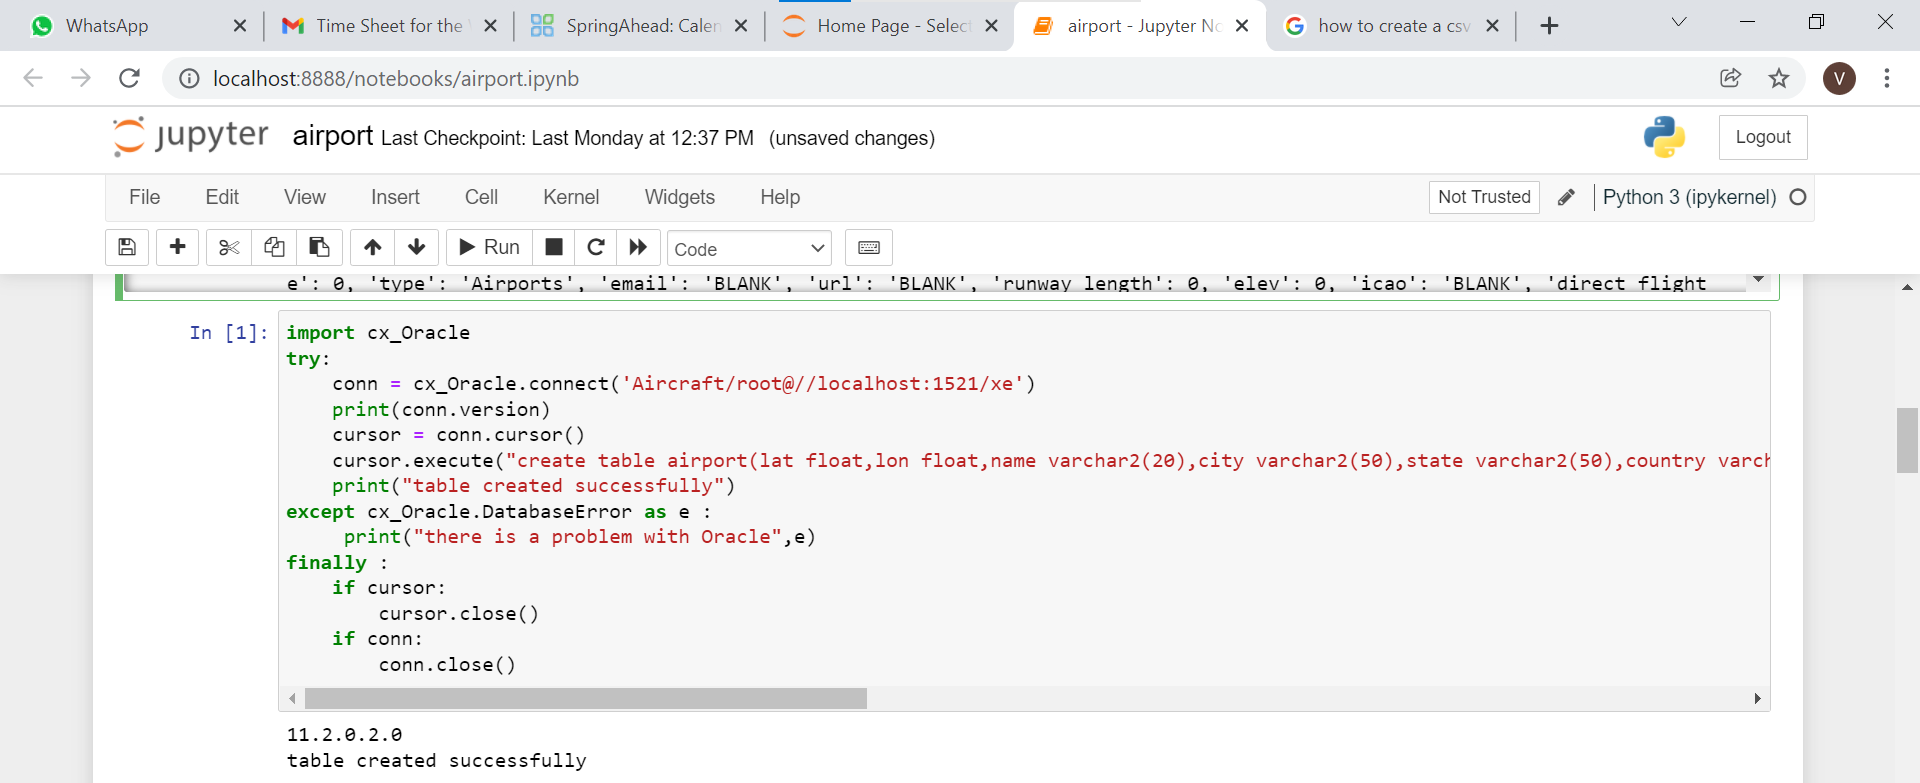 WhatsApp
Time Sheet for the
SpringAhead: Calen
Home Page - Select
airport - Jupyter No
how to create a csv
localhost:8888/notebooks/airport.ipynb
V
jupyter airport Last Checkpoint: Last Monday at 12:37 PM (unsaved changes)
Logout
File Edit View Insert Cell Kernel Widgets Help
Not Trusted
Python 3 (ipykernel)
Run
Code
e': 0, 'type': 'Airports', 'email': 'BLANK', 'url': 'BLANK', 'runway_length': 0, 'elev': 0, 'icao': 'BLANK', 'direct_flight
In [1]:
import cx_Oracle
try:
    conn = cx_Oracle.connect('Aircraft/root@//localhost:1521/xe')
    print(conn.version)
    cursor = conn.cursor()
    cursor.execute("create table airport(lat float,lon float,name varchar2(20),city varchar2(50),state varchar2(50),country varch
    print("table created successfully")
except cx_Oracle.DatabaseError as e :
     print("there is a problem with Oracle",e)
finally :
    if cursor:
        cursor.close()
    if conn:
        conn.close()
11.2.0.2.0
table created successfully